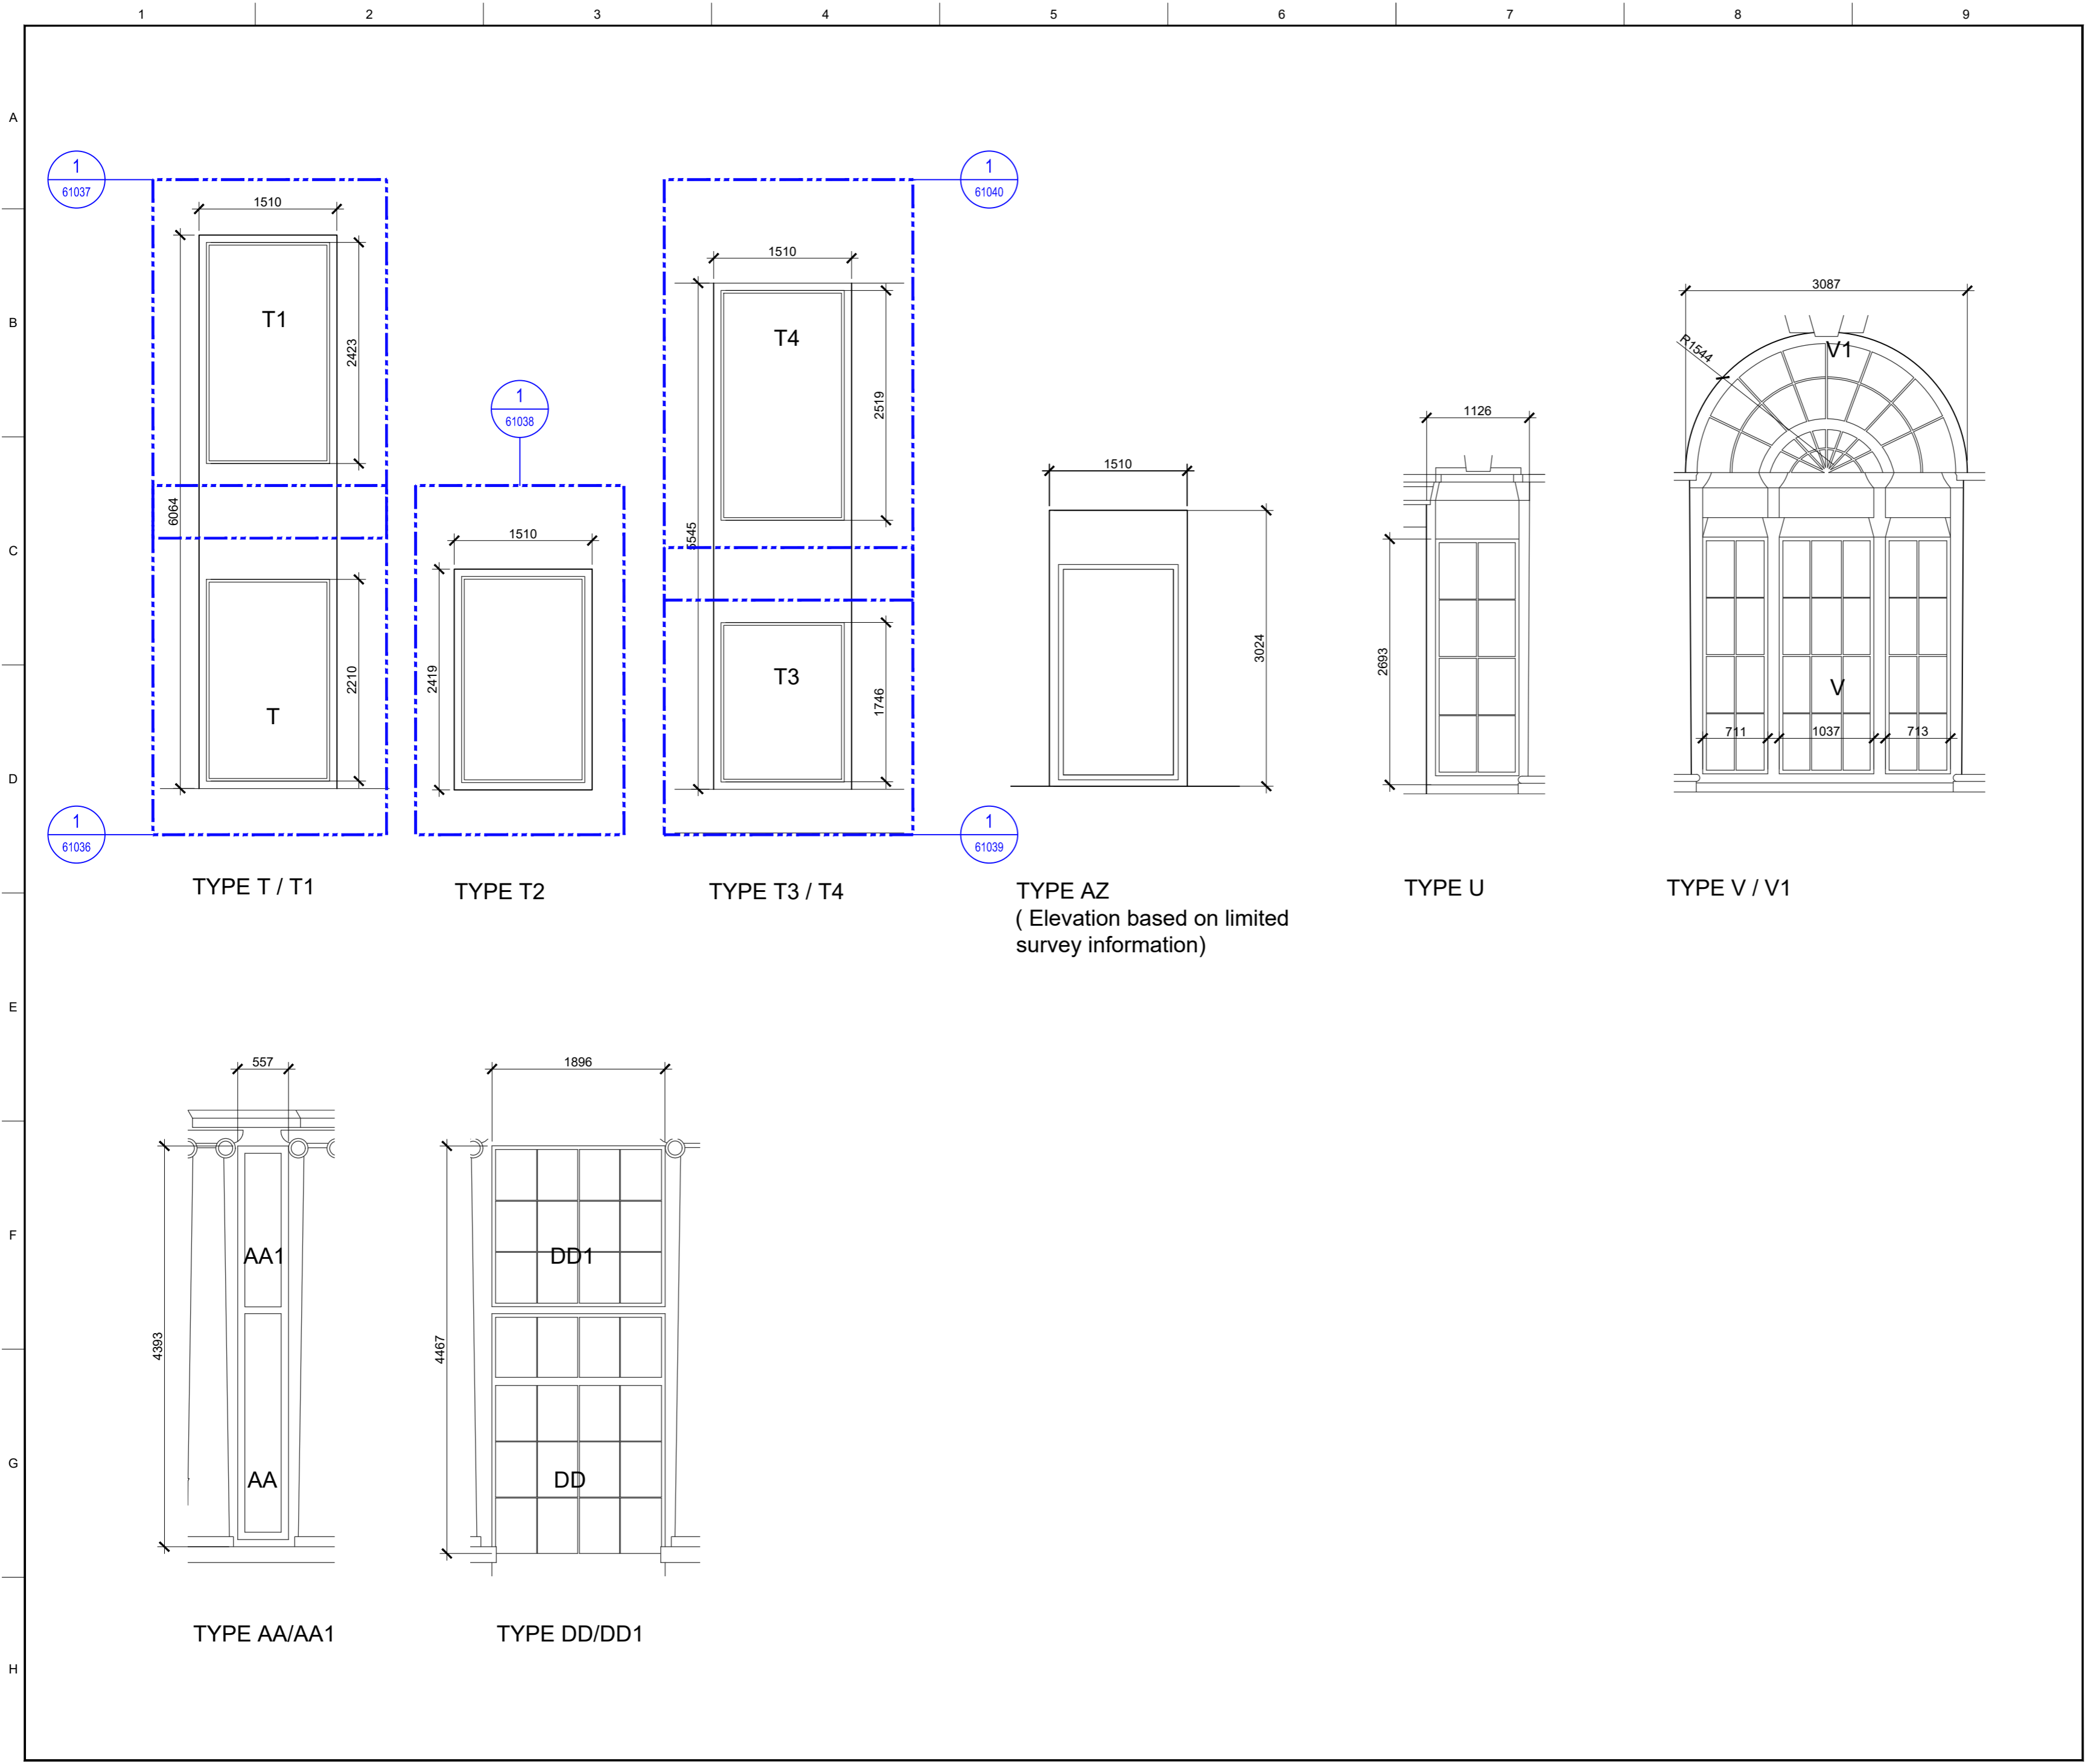 1 2 3 4 5 6 7 8 9
A
B
C
D
E
F
G
H
1
61037
1510
T1
2423
6064
2210
T
1
61036
TYPE T / T1
1
61038
1510
2419
TYPE T2
1
61040
1510
T4
2519
5545
T3
1746
1
61039
TYPE T3 / T4
1510
3024
TYPE AZ
( Elevation based on limited
survey information)
1126
2693
TYPE U
3087
R1544
V1
V
711 1037 713
TYPE V / V1
557
AA1
4393
AA
TYPE AA/AA1
1896
DD1
4467
DD
TYPE DD/DD1